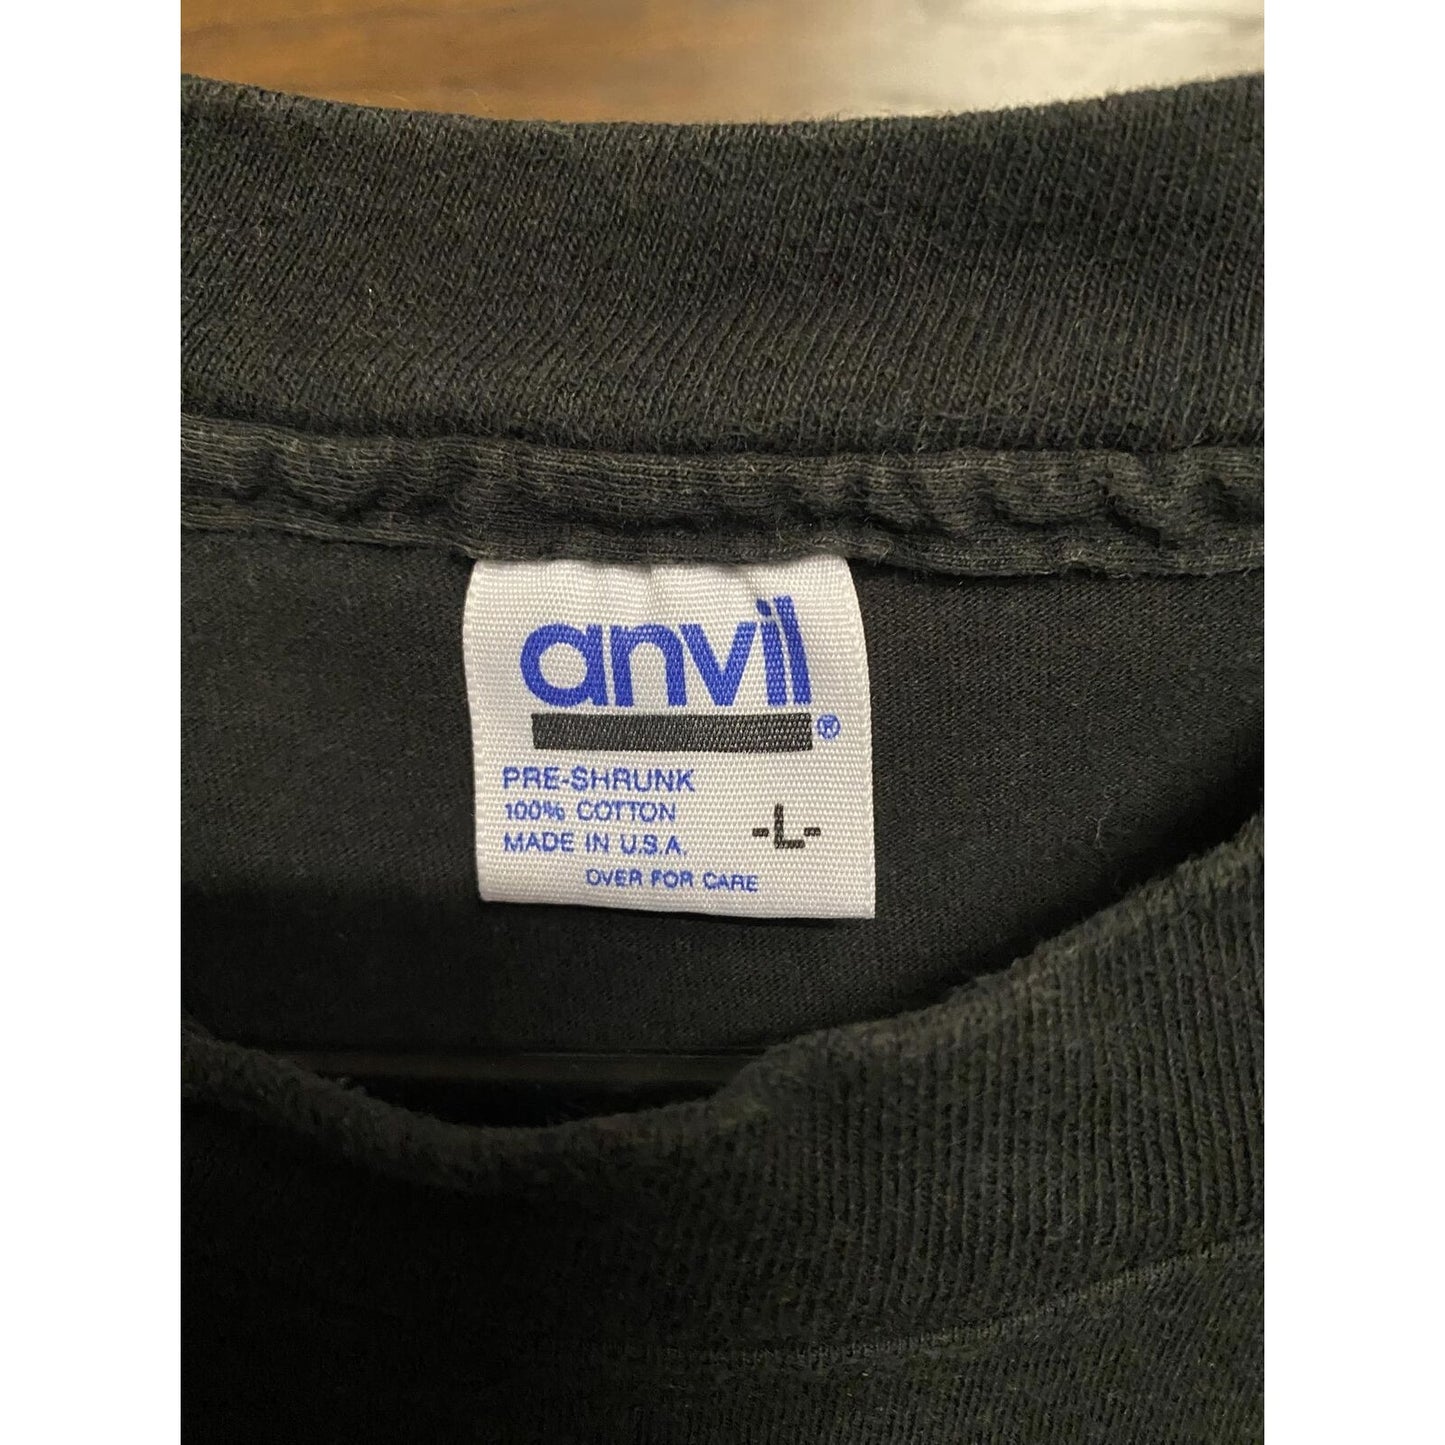 anvil®
PRE-SHRUNK
100% COTTON
MADE IN U.S.A.
-L-
OVER FOR CARE